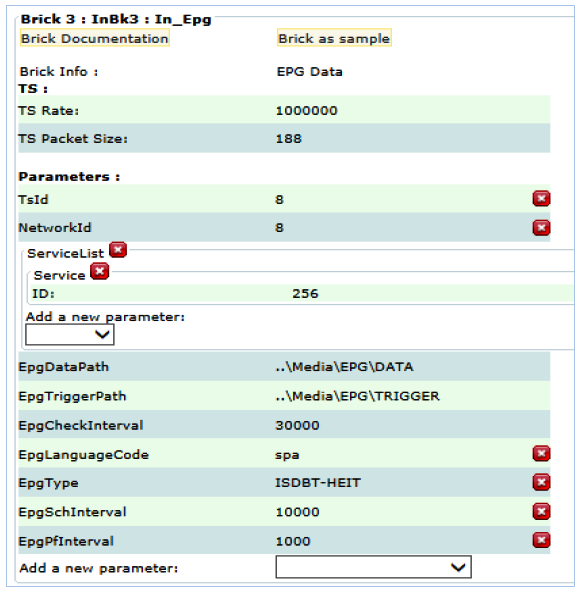 Brick 3 : InBk3 : In_Epg
Brick Documentation Brick as sample
Brick Info : EPG Data
TS :
TS Rate: 1000000
TS Packet Size: 188
Parameters :
TsId 8
NetworkId 8
ServiceList
Service
ID: 256
Add a new parameter:
EpgDataPath ..\Media\EPG\DATA
EpgTriggerPath ..\Media\EPG\TRIGGER
EpgCheckInterval 30000
EpgLanguageCode spa
EpgType ISDBT-HEIT
EpgSchInterval 10000
EpgPfInterval 1000
Add a new parameter: